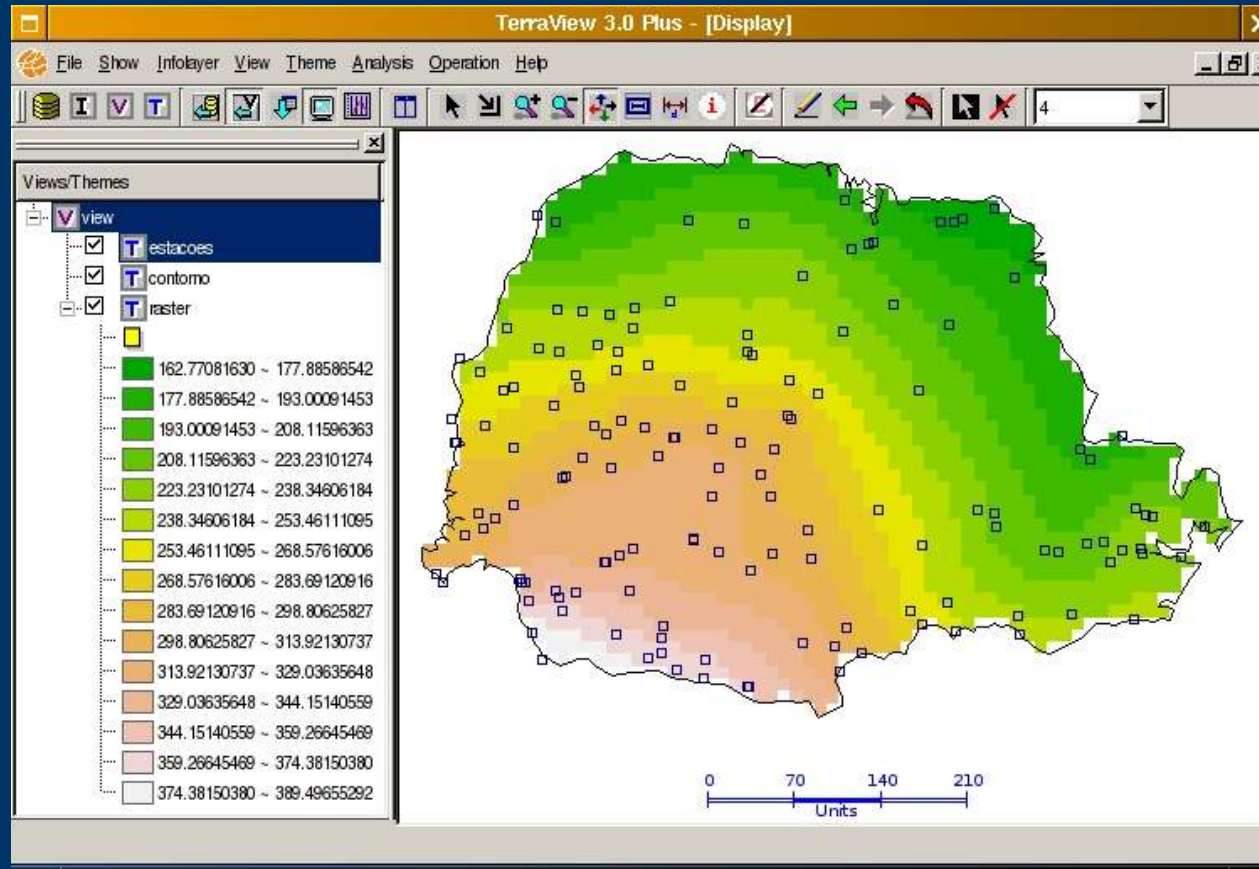 TerraView 3.0 Plus - [Display]
File Show Infolayer View Theme Analysis Operation Help
I V T 4
Views/Themes
V view
T estacoes
T contorno
T raster
162.77081630 ~ 177.88586542
177.88586542 ~ 193.00091453
193.00091453 ~ 208.11596363
208.11596363 ~ 223.23101274
223.23101274 ~ 238.34606184
238.34606184 ~ 253.46111095
253.46111095 ~ 268.57616006
268.57616006 ~ 283.69120916
283.69120916 ~ 298.80625827
298.80625827 ~ 313.92130737
313.92130737 ~ 329.03635648
329.03635648 ~ 344.15140559
344.15140559 ~ 359.26645469
359.26645469 ~ 374.38150380
374.38150380 ~ 389.49655292
0 70 140 210
Units